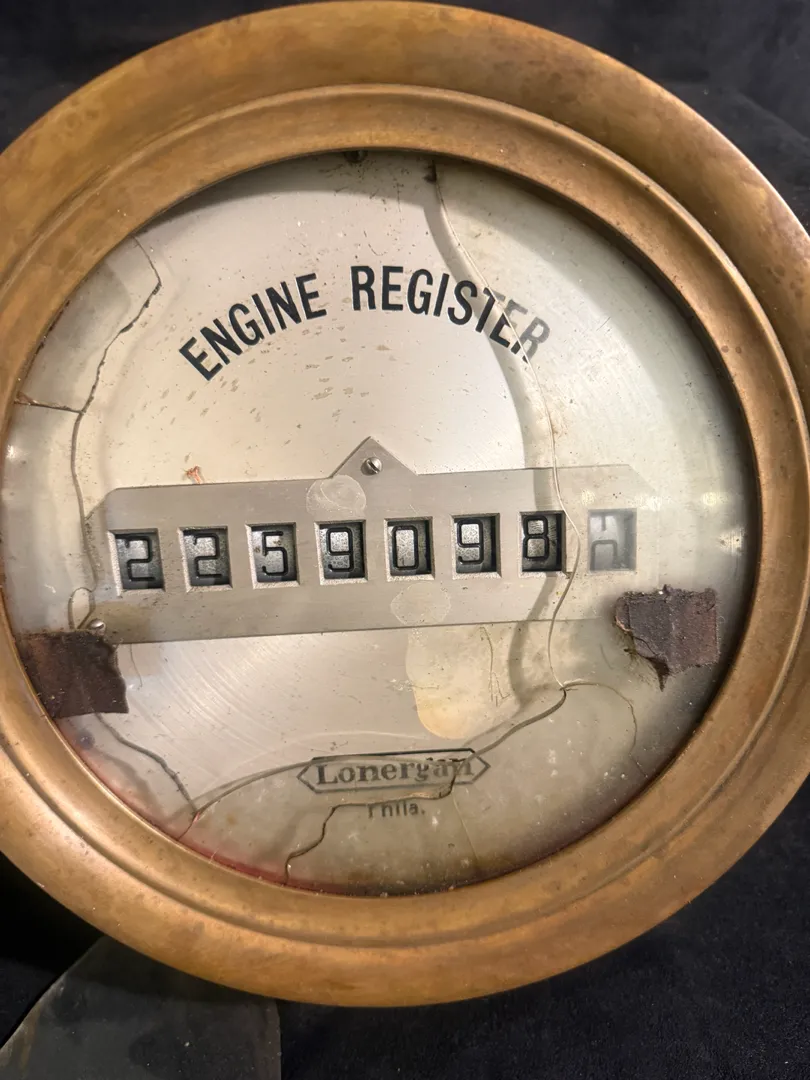 ENGINE REGISTER
2259098
Lonergan
Phila.